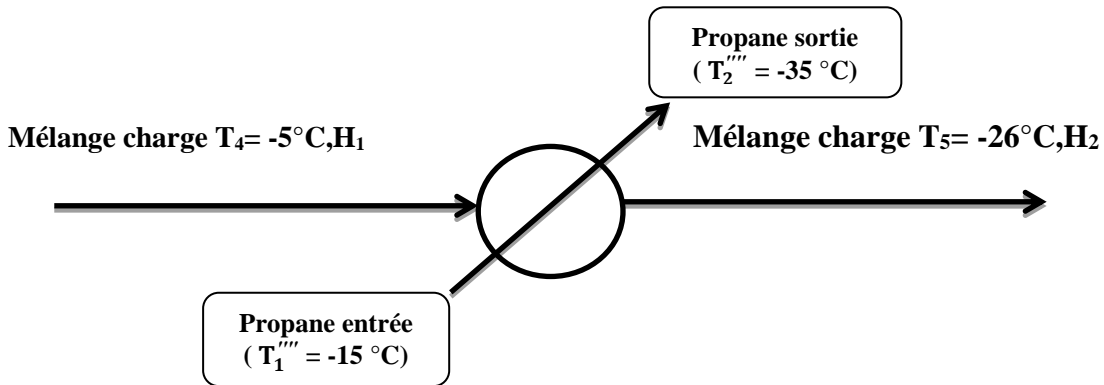 Propane sortie
( T₂'''' = -35 °C)
Mélange charge T₄= -5°C,H₁
Mélange charge T₅= -26°C,H₂
Propane entrée
( T₁'''' = -15 °C)